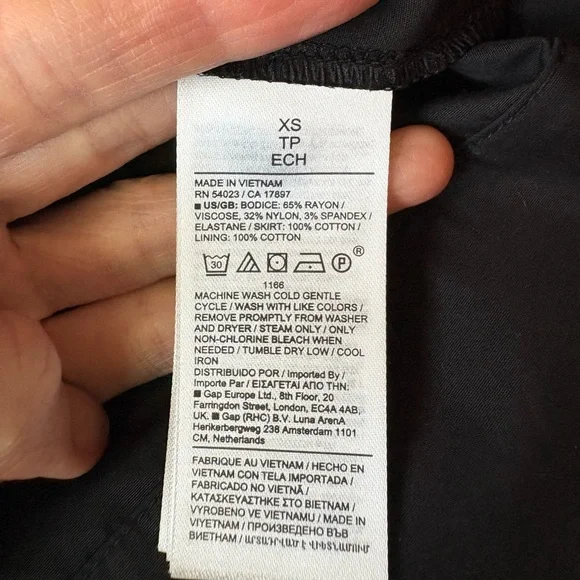 XS
TP
ECH
MADE IN VIETNAM
RN 54023 / CA 17897
■ US/GB: BODICE: 65% RAYON /
VISCOSE, 32% NYLON, 3% SPANDEX /
ELASTANE / SKIRT: 100% COTTON /
LINING: 100% COTTON
30 P ®
1166
MACHINE WASH COLD GENTLE
CYCLE / WASH WITH LIKE COLORS /
REMOVE PROMPTLY FROM WASHER
AND DRYER / STEAM ONLY / ONLY
NON-CHLORINE BLEACH WHEN
NEEDED / TUMBLE DRY LOW / COOL
IRON
DISTRIBUIDO POR / Imported By /
Importe Par / ΕΙΣΑΓΕΤΑΙ ΑΠΟ ΤΗΝ:
■ Gap Europe Ltd., 8th Floor, 20
Farringdon Street, London, EC4A 4AB,
UK. ■ Gap (RHC) B.V. Luna ArenA
Herikerbergweg 238 Amsterdam 1101
CM, Netherlands
FABRIQUE AU VIETNAM / HECHO EN
VIETNAM CON TELA IMPORTADA /
FABRICADO NO VIETNÃ /
ΚΑΤΑΣΚΕΥΑΣΤΗΚΕ ΣΤΟ ΒΙΕΤΝΑΜ /
VYROBENO VE VIETNAMU / MADE IN
VIYETNAM / ПРОИЗВЕДЕНО ВЪВ
ВИЕТНАМ /